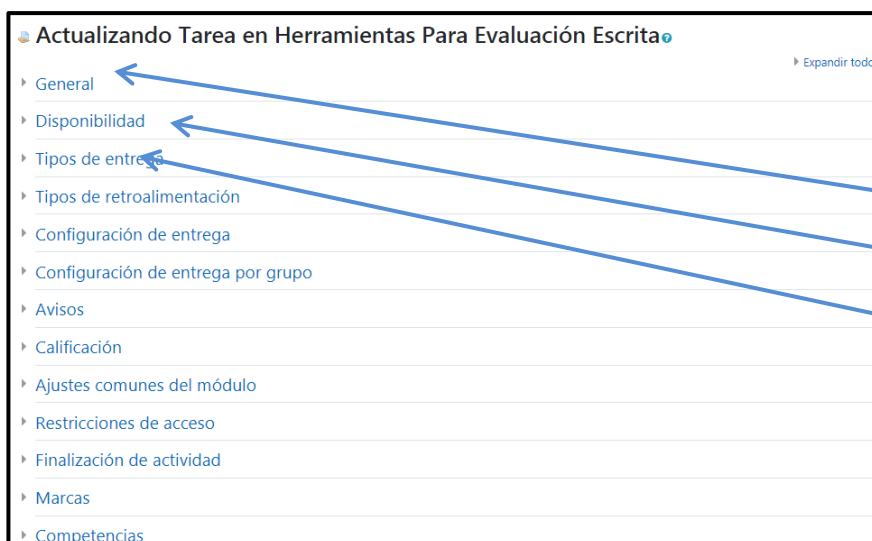 Actualizando Tarea en Herramientas Para Evaluación Escrita
Expandir todo
General
Disponibilidad
Tipos de entrega
Tipos de retroalimentación
Configuración de entrega
Configuración de entrega por grupo
Avisos
Calificación
Ajustes comunes del módulo
Restricciones de acceso
Finalización de actividad
Marcas
Competencias